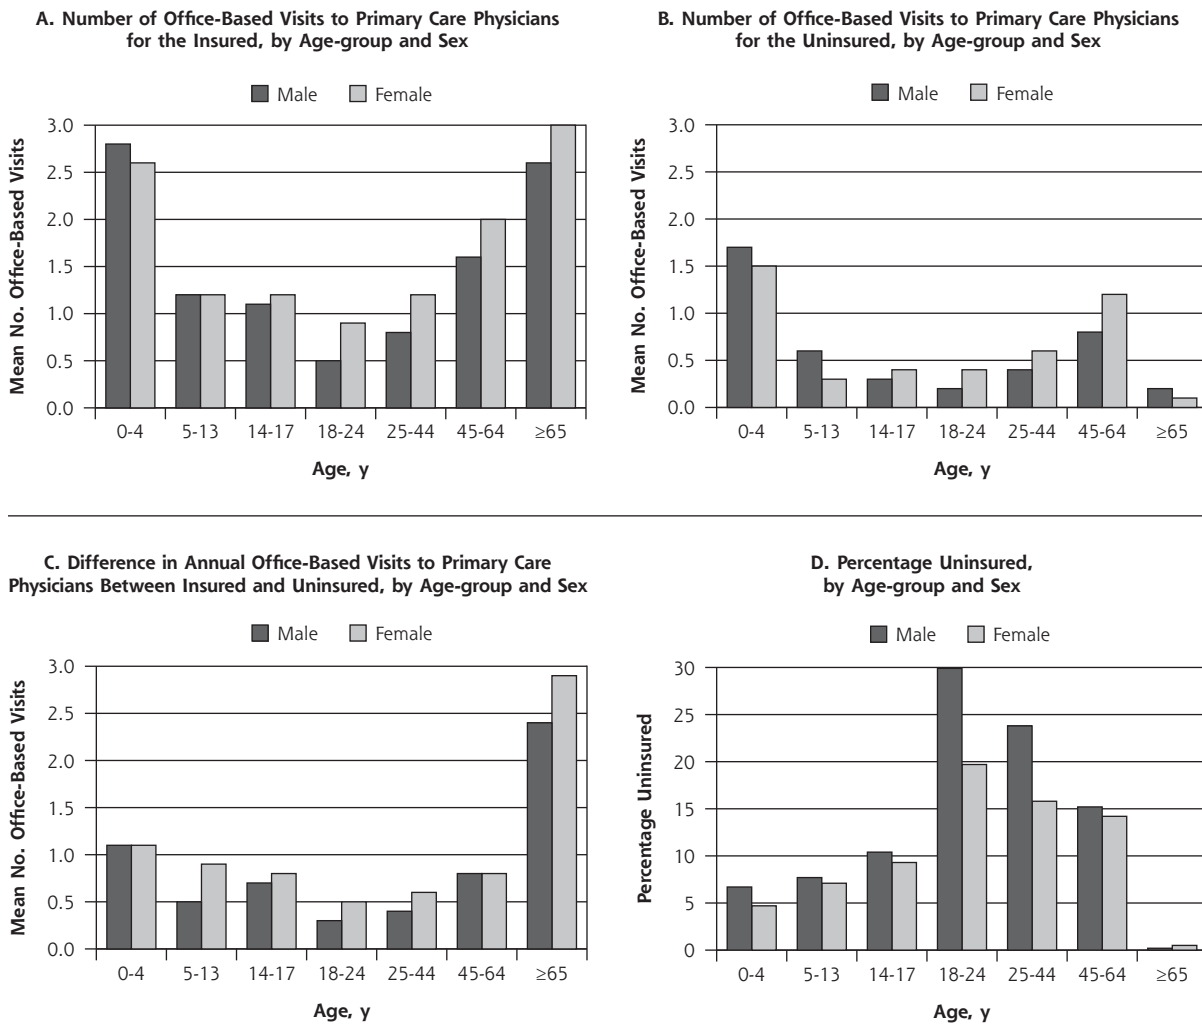 A. Number of Office-Based Visits to Primary Care Physicians
for the Insured, by Age-group and Sex
Male Female
Mean No. Office-Based Visits
3.0
2.5
2.0
1.5
1.0
0.5
0.0
0-4 5-13 14-17 18-24 25-44 45-64 ≥65
Age, y
B. Number of Office-Based Visits to Primary Care Physicians
for the Uninsured, by Age-group and Sex
Male Female
Mean No. Office-Based Visits
3.0
2.5
2.0
1.5
1.0
0.5
0.0
0-4 5-13 14-17 18-24 25-44 45-64 ≥65
Age, y
C. Difference in Annual Office-Based Visits to Primary Care
Physicians Between Insured and Uninsured, by Age-group and Sex
Male Female
Mean No. Office-Based Visits
3.0
2.5
2.0
1.5
1.0
0.5
0.0
0-4 5-13 14-17 18-24 25-44 45-64 ≥65
Age, y
D. Percentage Uninsured,
by Age-group and Sex
Male Female
Percentage Uninsured
30
25
20
15
10
5
0
0-4 5-13 14-17 18-24 25-44 45-64 ≥65
Age, y